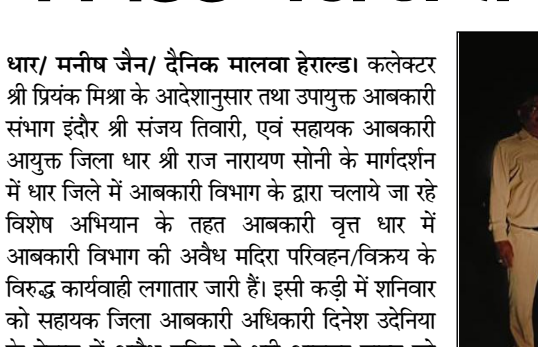 धार/ मनीष जैन/ दैनिक मालवा हेराल्ड। कलेक्टर
श्री प्रियंक मिश्रा के आदेशानुसार तथा उपायुक्त आबकारी
संभाग इंदौर श्री संजय तिवारी, एवं सहायक आबकारी
आयुक्त जिला धार श्री राज नारायण सोनी के मार्गदर्शन
में धार जिले में आबकारी विभाग के द्वारा चलाये जा रहे
विशेष अभियान के तहत आबकारी वृत्त धार में
आबकारी विभाग की अवैध मदिरा परिवहन/विक्रय के
विरुद्ध कार्यवाही लगातार जारी हैं। इसी कड़ी में शनिवार
को सहायक जिला आबकारी अधिकारी दिनेश उदेनिया